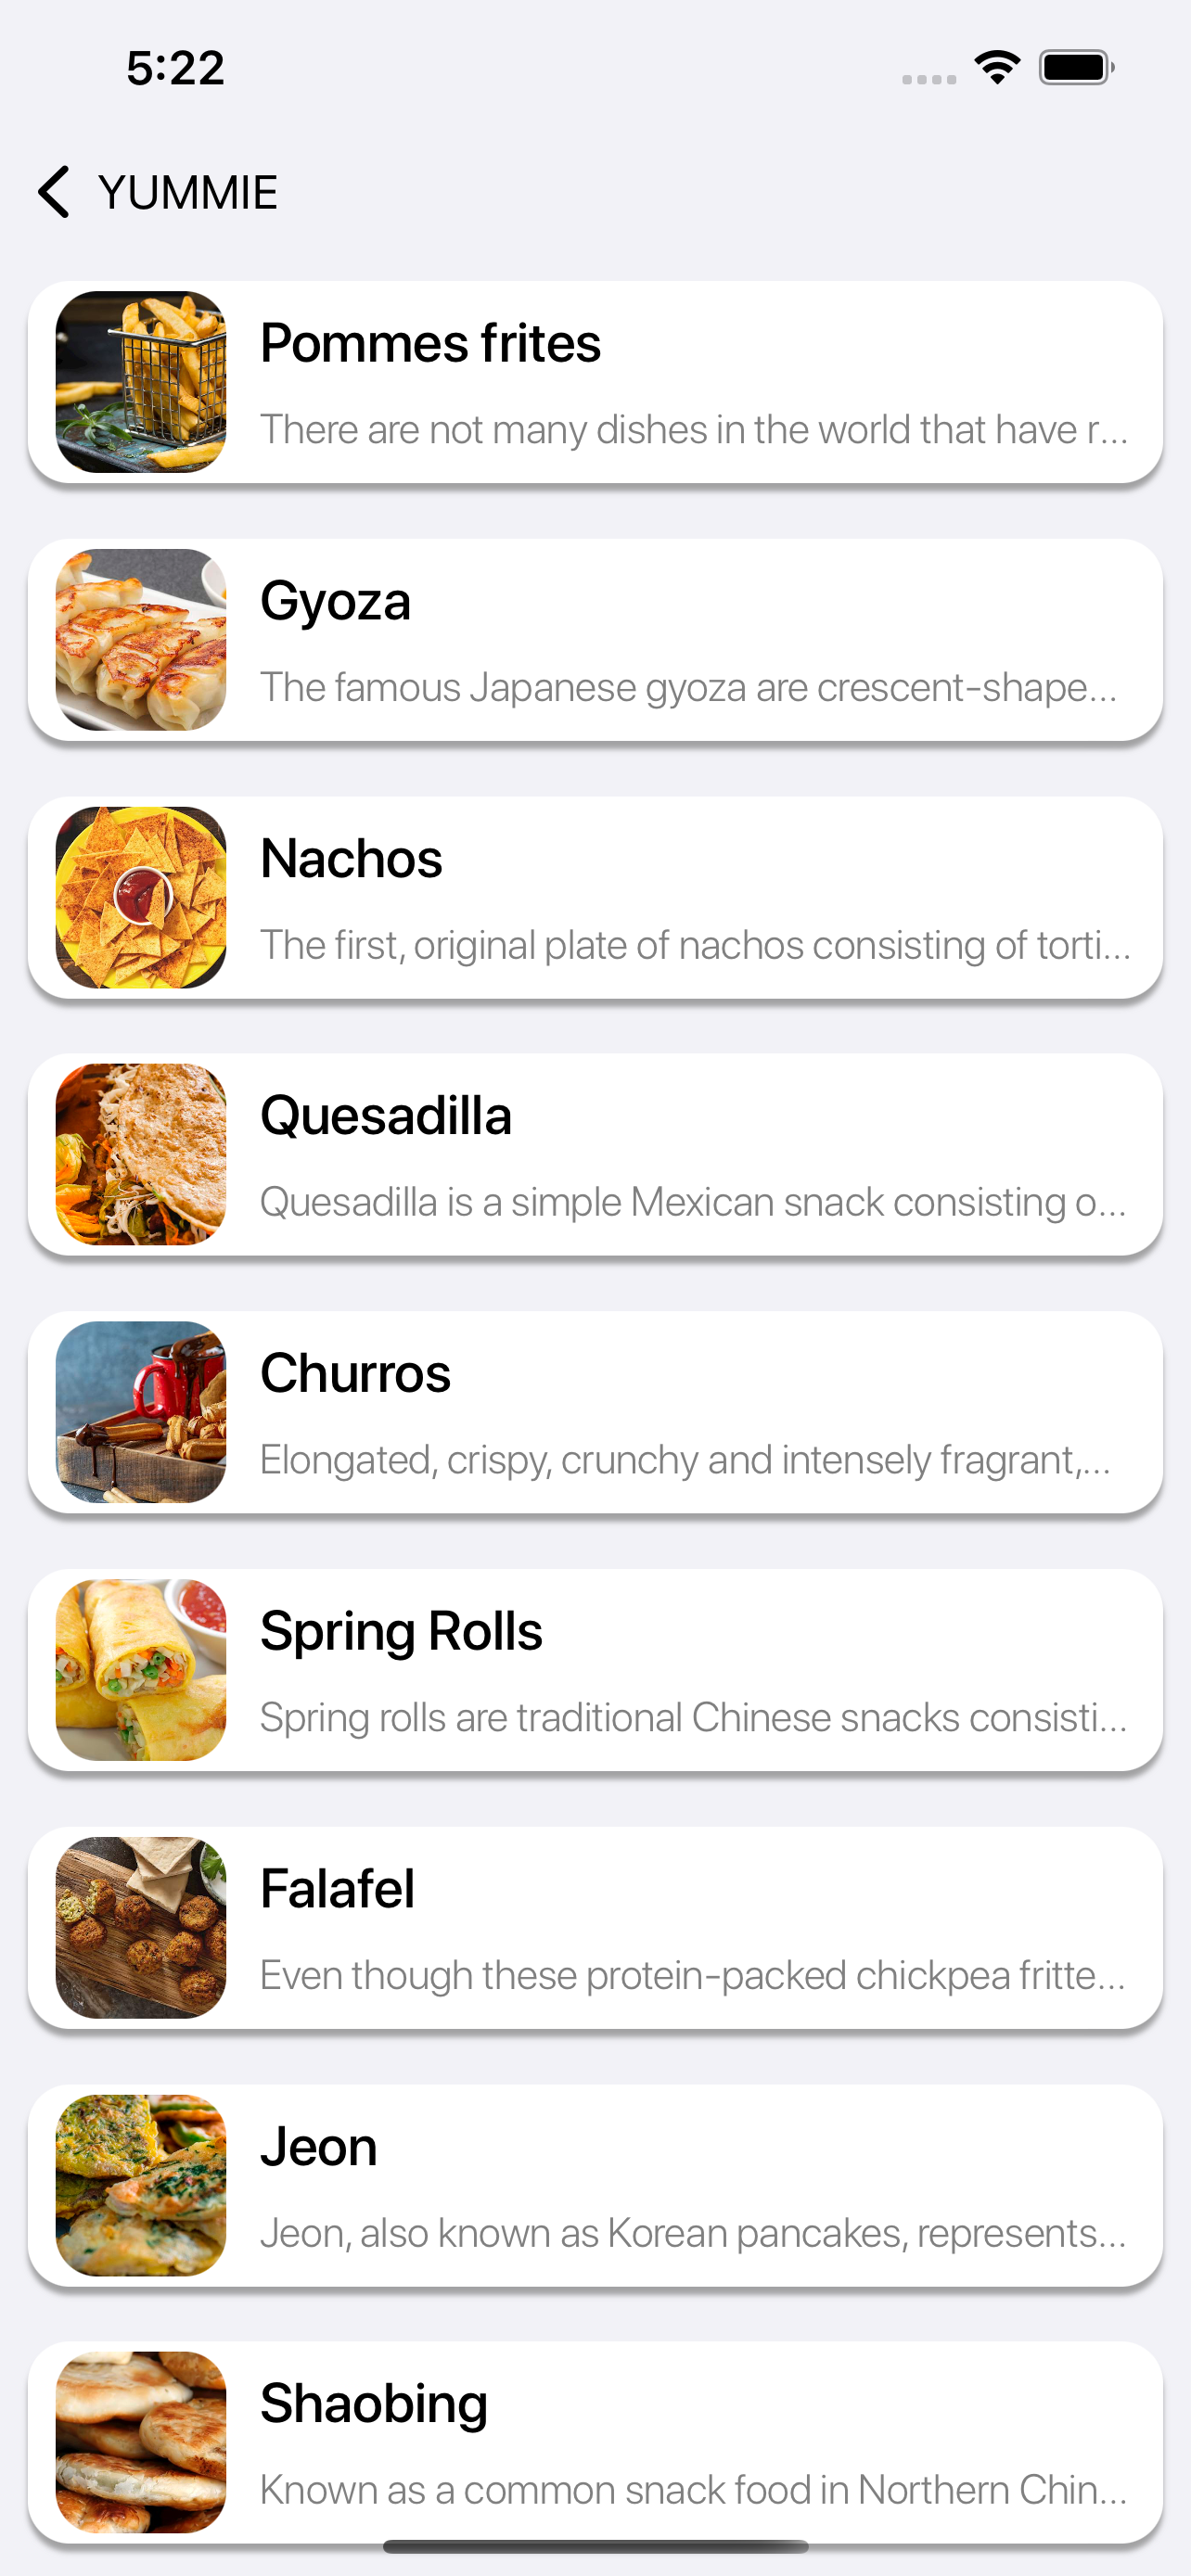 5:22
YUMMIE
Pommes frites
There are not many dishes in the world that have r...
Gyoza
The famous Japanese gyoza are crescent-shape...
Nachos
The first, original plate of nachos consisting of torti...
Quesadilla
Quesadilla is a simple Mexican snack consisting o...
Churros
Elongated, crispy, crunchy and intensely fragrant,...
Spring Rolls
Spring rolls are traditional Chinese snacks consisti...
Falafel
Even though these protein-packed chickpea fritte...
Jeon
Jeon, also known as Korean pancakes, represents...
Shaobing
Known as a common snack food in Northern Chin...